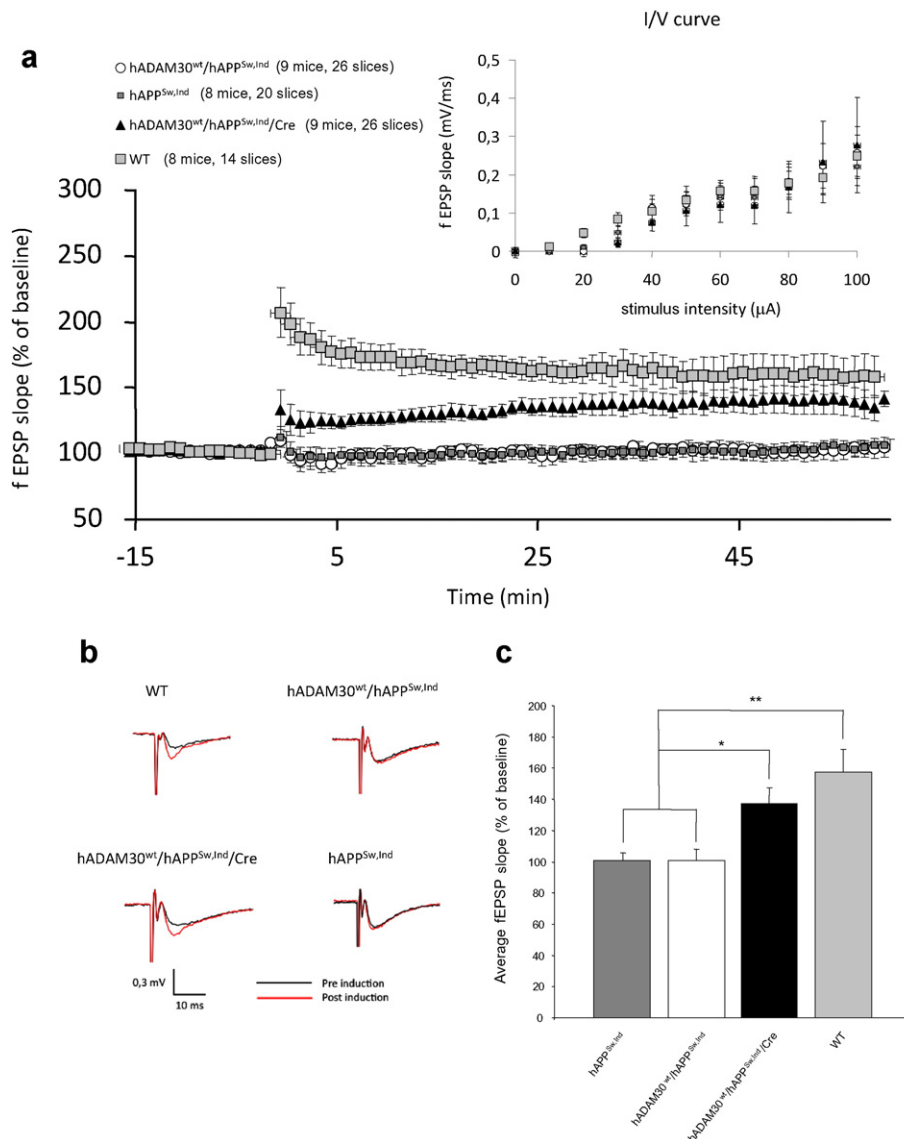 I/V curve
a
hADAM30wt/hAPPSw,Ind (9 mice, 26 slices)
hAPPSw,Ind (8 mice, 20 slices)
hADAM30wt/hAPPSw,Ind/Cre (9 mice, 26 slices)
WT (8 mice, 14 slices)
f EPSP slope (mV/ms)
0,5
0,4
0,3
0,2
0,1
0
0 20 40 60 80 100
stimulus intensity (μA)
f EPSP slope (% of baseline)
300
250
200
150
100
50
-15 5 25 45
Time (min)
b
WT
hADAM30wt/hAPPSw,Ind
hADAM30wt/hAPPSw,Ind/Cre
hAPPSw,Ind
0,3 mV
10 ms
Pre induction
Post induction
c
Average fEPSP slope (% of baseline)
200
180
160
140
120
100
80
60
40
20
0
**
*
hAPPSw,Ind
hADAM30wt/hAPPSw,Ind
hADAM30wt/hAPPSw,Ind/Cre
WT